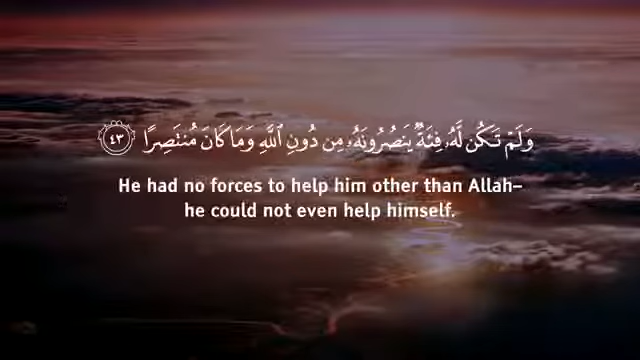 وَلَمْ تَكُن لَّهُۥ فِئَةٌۭ يَنصُرُونَهُۥ مِن دُونِ ٱللَّهِ وَمَا كَانَ مُنتَصِرًا ٤٣
He had no forces to help him other than Allah–
he could not even help himself.